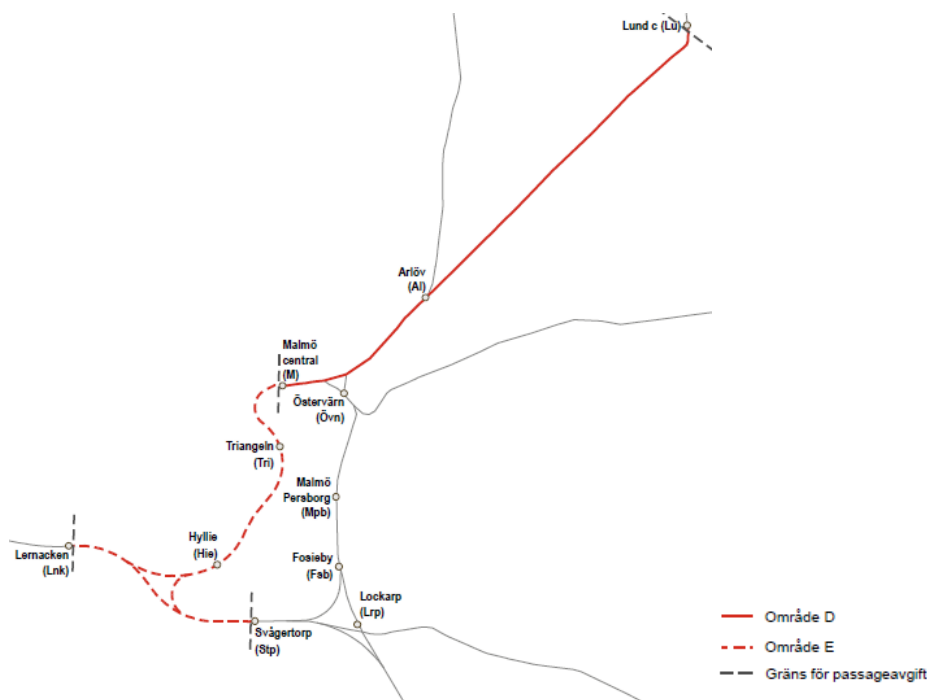 Lund c (Lu)
Arlöv
(Al)
Malmö
central
(M)
Östervärn
(Övn)
Triangeln
(Tri)
Malmö
Persborg
(Mpb)
Hyllie
(Hie)
Lernacken
(Lnk)
Fosieby
(Fsb)
Lockarp
(Lrp)
Svågertorp
(Stp)
Område D
Område E
Gräns för passageavgift